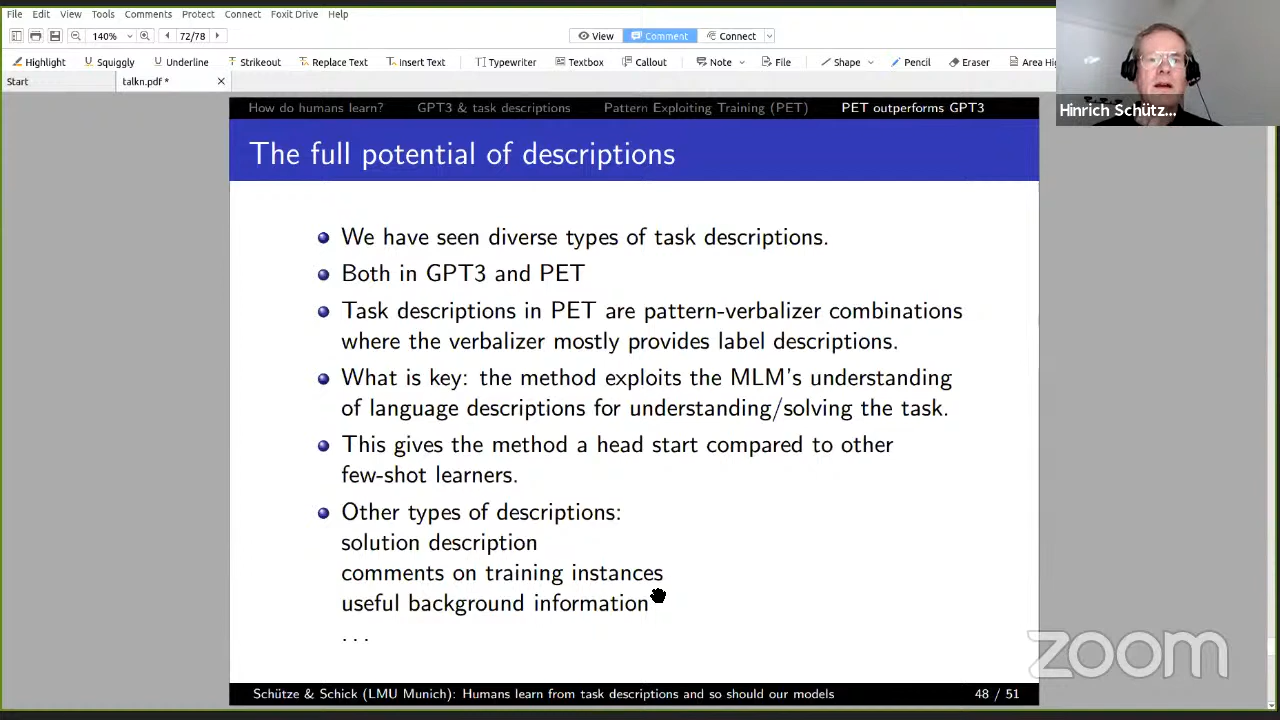 File Edit View Tools Comments Protect Connect Foxit Drive Help
140% 72/78 View Comment Connect
Highlight Squiggly Underline Strikeout Replace Text Insert Text Typewriter Textbox Callout Note File Shape Pencil Eraser Area Hi
Start talkn.pdf *
Hinrich Schütz...
How do humans learn? GPT3 & task descriptions Pattern Exploiting Training (PET) PET outperforms GPT3
The full potential of descriptions
We have seen diverse types of task descriptions.
Both in GPT3 and PET
Task descriptions in PET are pattern-verbalizer combinations
where the verbalizer mostly provides label descriptions.
What is key: the method exploits the MLM's understanding
of language descriptions for understanding/solving the task.
This gives the method a head start compared to other
few-shot learners.
Other types of descriptions:
solution description
comments on training instances
useful background information
...
zoom
Schütze & Schick (LMU Munich): Humans learn from task descriptions and so should our models 48 / 51